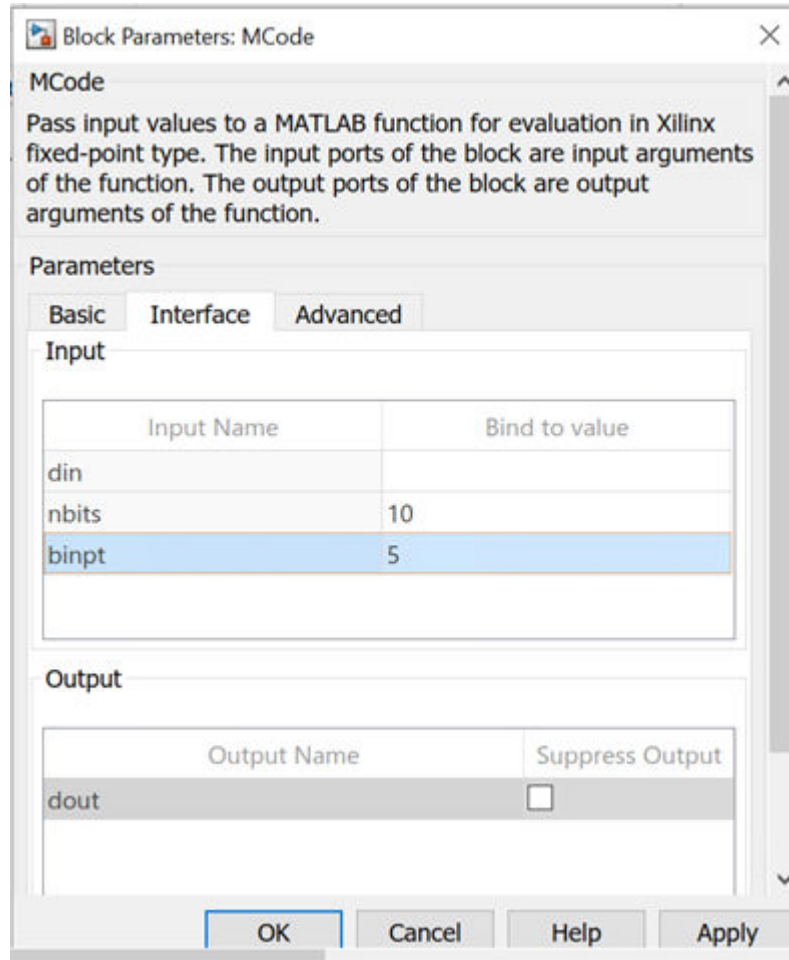 Block Parameters: MCode
MCode
Pass input values to a MATLAB function for evaluation in Xilinx
fixed-point type. The input ports of the block are input arguments
of the function. The output ports of the block are output
arguments of the function.
Parameters
Basic Interface Advanced
Input
Input Name Bind to value
din
nbits 10
binpt 5
Output
Output Name Suppress Output
dout
OK Cancel Help Apply